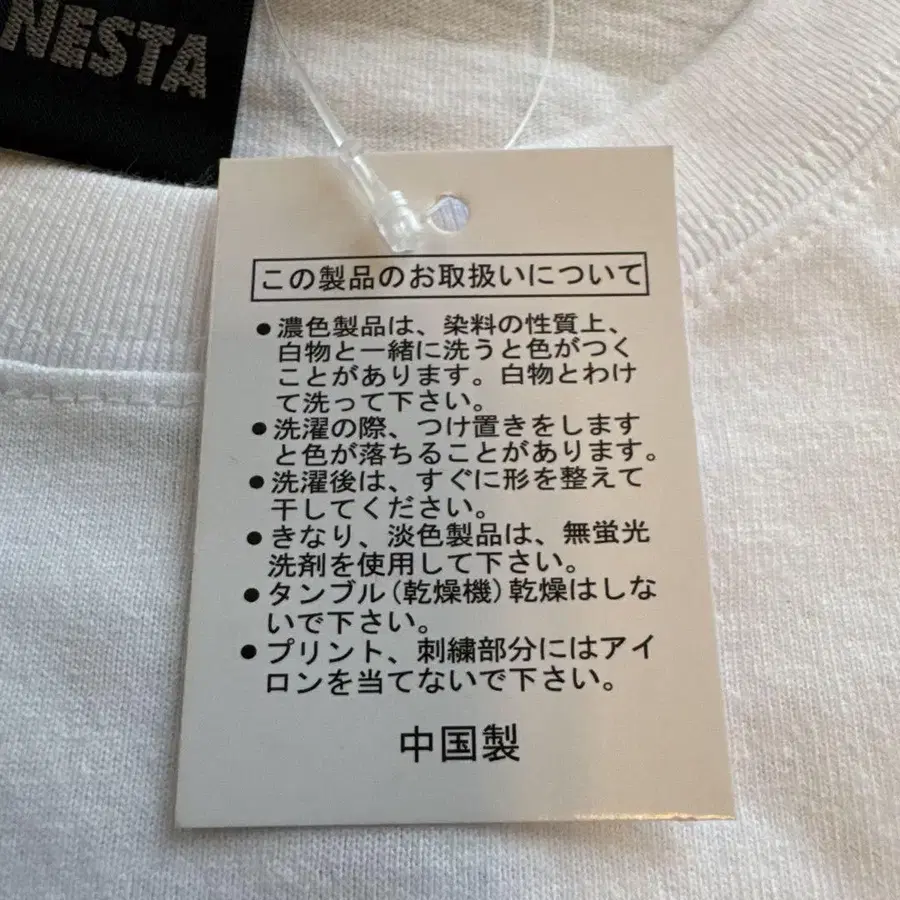 NESTA
この製品のお取扱いについて
●濃色製品は、染料の性質上、
白物と一緒に洗うと色がつく
ことがあります。白物とわけ
て洗って下さい。
●洗濯の際、つけ置きをします
と色が落ちることがあります。
●洗濯後は、すぐに形を整えて
干してください。
●きなり、淡色製品は、無蛍光
洗剤を使用して下さい。
●タンブル(乾燥機)乾燥はしな
いで下さい。
●プリント、刺繍部分にはアイ
ロンを当てないで下さい。
中国製